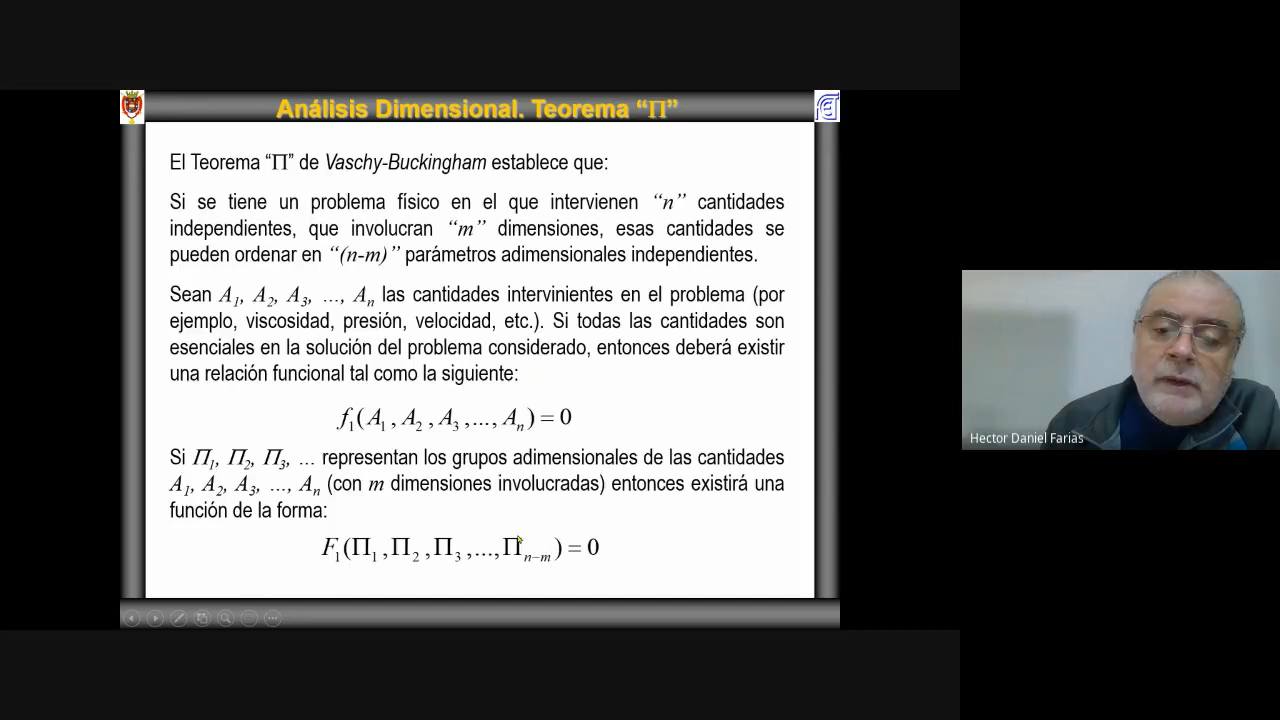 Análisis Dimensional. Teorema “Π”
El Teorema “Π” de Vaschy-Buckingham establece que:
Si se tiene un problema físico en el que intervienen “n” cantidades
independientes, que involucran “m” dimensiones, esas cantidades se
pueden ordenar en “(n-m)” parámetros adimensionales independientes.
Sean A₁, A₂, A₃, ..., Aₙ las cantidades intervinientes en el problema (por
ejemplo, viscosidad, presión, velocidad, etc.). Si todas las cantidades son
esenciales en la solución del problema considerado, entonces deberá existir
una relación funcional tal como la siguiente:
f₁(A₁, A₂, A₃,..., Aₙ) = 0
Si Π₁, Π₂, Π₃, ... representan los grupos adimensionales de las cantidades
A₁, A₂, A₃, ..., Aₙ (con m dimensiones involucradas) entonces existirá una
función de la forma:
F₁(Π₁, Π₂, Π₃,..., Πₙ₋ₘ) = 0
Hector Daniel Farias